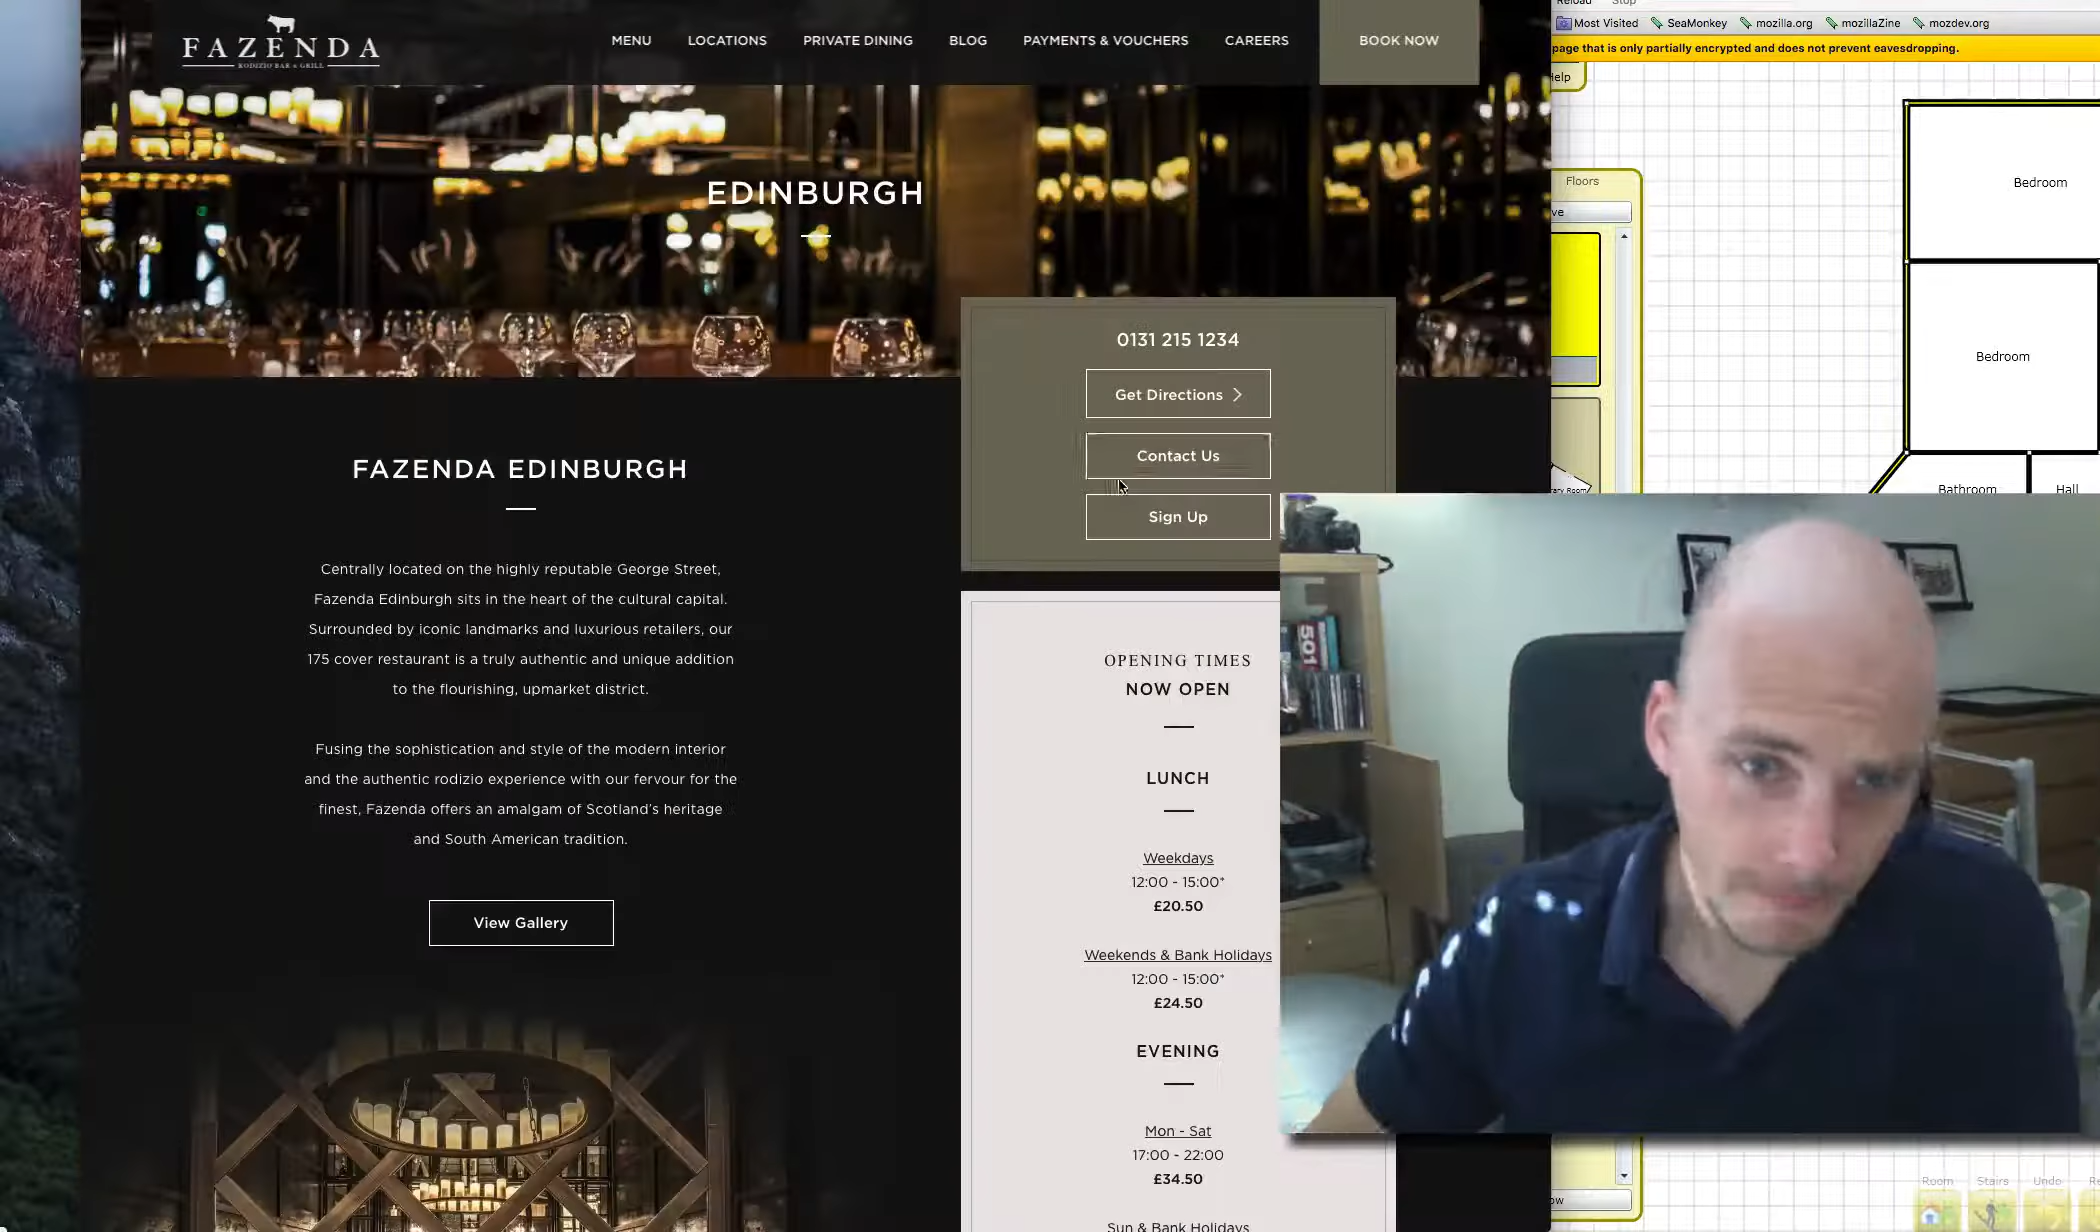 FAZENDA
RODIZIO BAR & GRILL
MENU
LOCATIONS
PRIVATE DINING
BLOG
PAYMENTS & VOUCHERS
CAREERS
BOOK NOW
EDINBURGH
0131 215 1234
Get Directions
Contact Us
Sign Up
FAZENDA EDINBURGH
Centrally located on the highly reputable George Street,
Fazenda Edinburgh sits in the heart of the cultural capital.
Surrounded by iconic landmarks and luxurious retailers, our
175 cover restaurant is a truly authentic and unique addition
to the flourishing, upmarket district.
Fusing the sophistication and style of the modern interior
and the authentic rodizio experience with our fervour for the
finest, Fazenda offers an amalgam of Scotland's heritage
and South American tradition.
View Gallery
OPENING TIMES
NOW OPEN
LUNCH
Weekdays
12:00 - 15:00*
£20.50
Weekends & Bank Holidays
12:00 - 15:00*
£24.50
EVENING
Mon - Sat
17:00 - 22:00
£34.50
Sun & Bank Holidays
Reload
Stop
Most Visited
SeaMonkey
mozilla.org
mozillaZine
mozdev.org
page that is only partially encrypted and does not prevent eavesdropping.
Help
Floors
Bedroom
Bedroom
Bathroom
Hall
Room
501
Room
Stairs
Undo